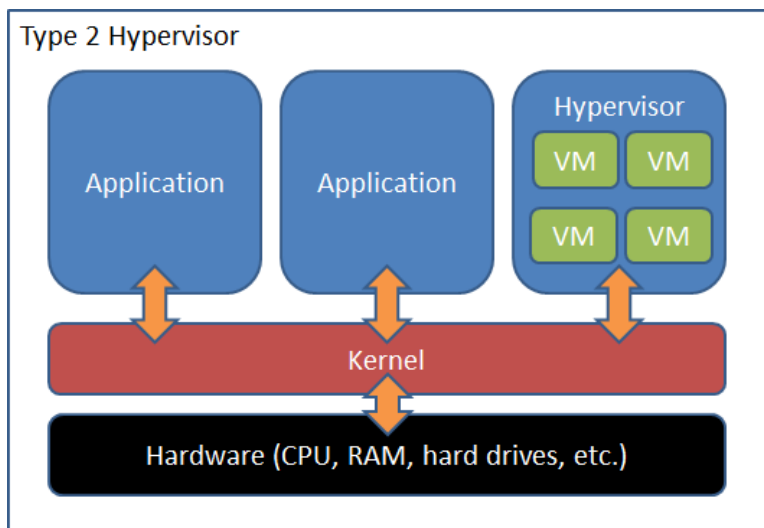 Type 2 Hypervisor
Application
Application
Hypervisor
VM
VM
VM
VM
Kernel
Hardware (CPU, RAM, hard drives, etc.)